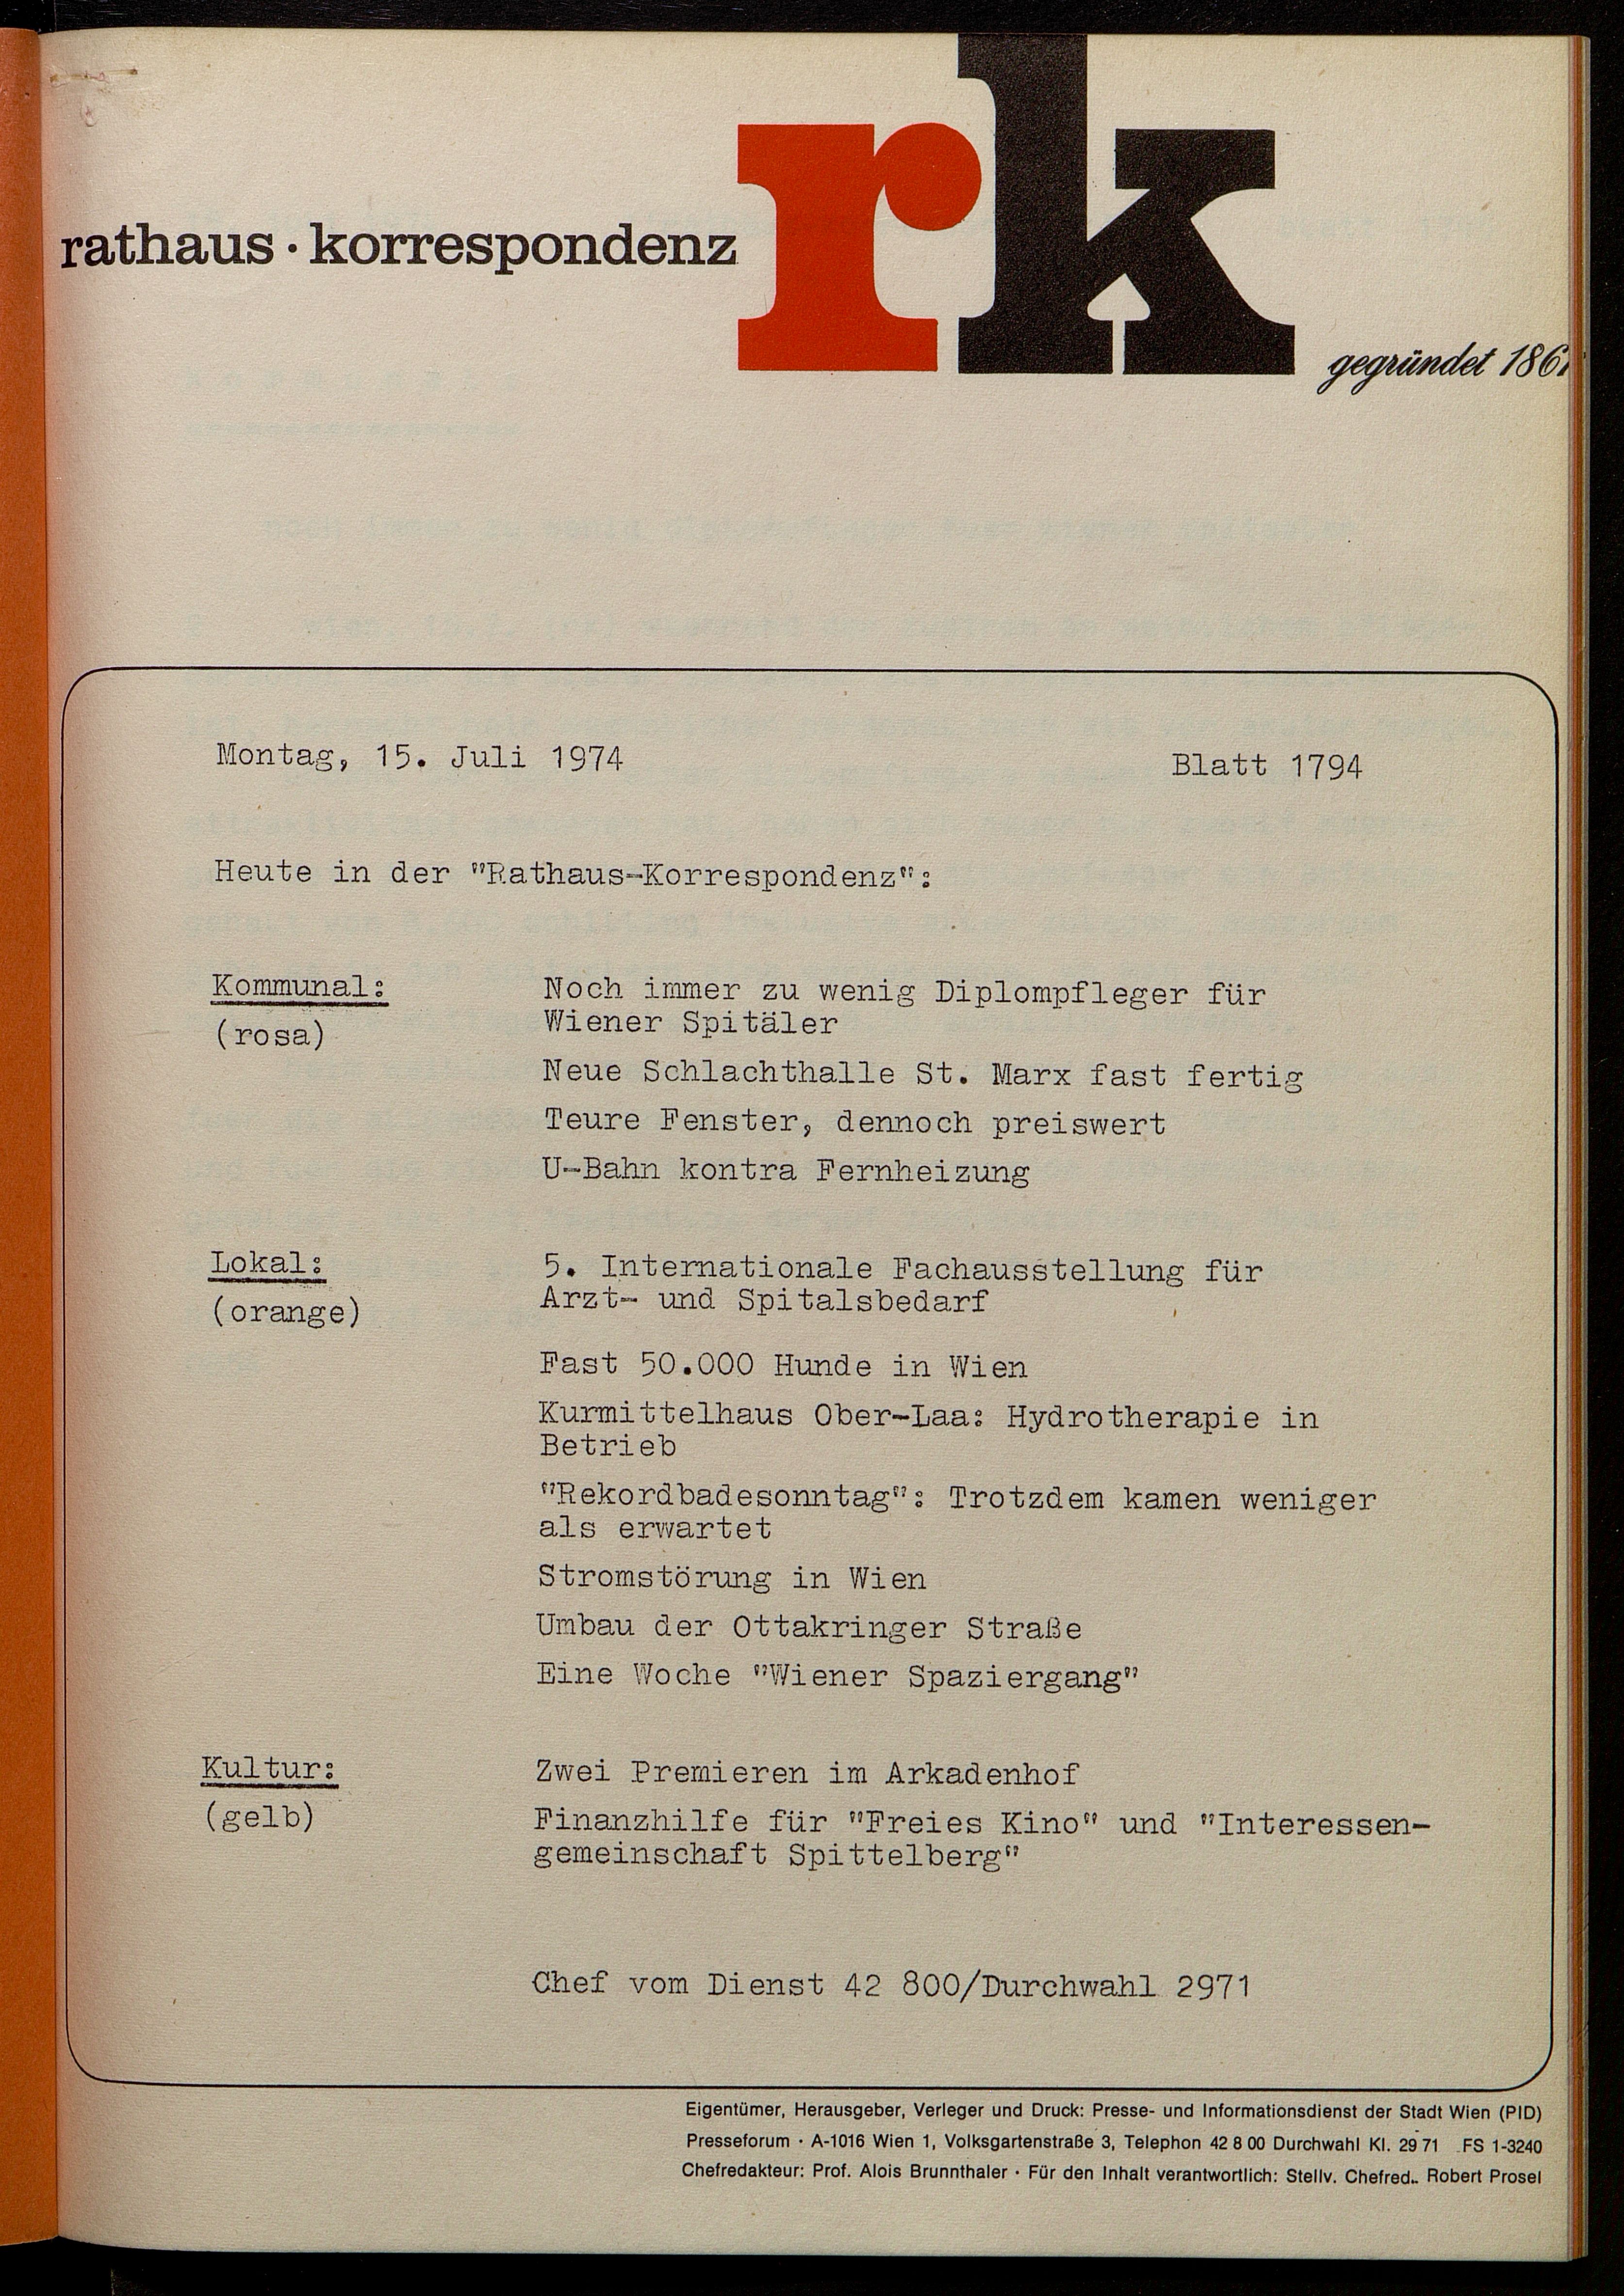 rk
rathaus · korrespondenz
gegründet 1861
Montag, 15. Juli 1974 Blatt 1794
Heute in der "Rathaus-Korrespondenz":
Kommunal: Noch immer zu wenig Diplompfleger für
(rosa) Wiener Spitäler
Neue Schlachthalle St. Marx fast fertig
Teure Fenster, dennoch preiswert
U-Bahn kontra Fernheizung
Lokal: 5. Internationale Fachausstellung für
(orange) Arzt- und Spitalsbedarf
Fast 50.000 Hunde in Wien
Kurmittelhaus Ober-Laa: Hydrotherapie in
Betrieb
"Rekordbadesonntag": Trotzdem kamen weniger
als erwartet
Stromstörung in Wien
Umbau der Ottakringer Straße
Eine Woche "Wiener Spaziergang"
Kultur: Zwei Premieren im Arkadenhof
(gelb) Finanzhilfe für "Freies Kino" und "Interessen-
gemeinschaft Spittelberg"
Chef vom Dienst 42 800/Durchwahl 2971
Eigentümer, Herausgeber, Verleger und Druck: Presse- und Informationsdienst der Stadt Wien (PID)
Presseforum · A-1016 Wien 1, Volksgartenstraße 3, Telephon 42 8 00 Durchwahl Kl. 29 71 FS 1-3240
Chefredakteur: Prof. Alois Brunnthaler · Für den Inhalt verantwortlich: Stellv. Chefred.. Robert Prosel